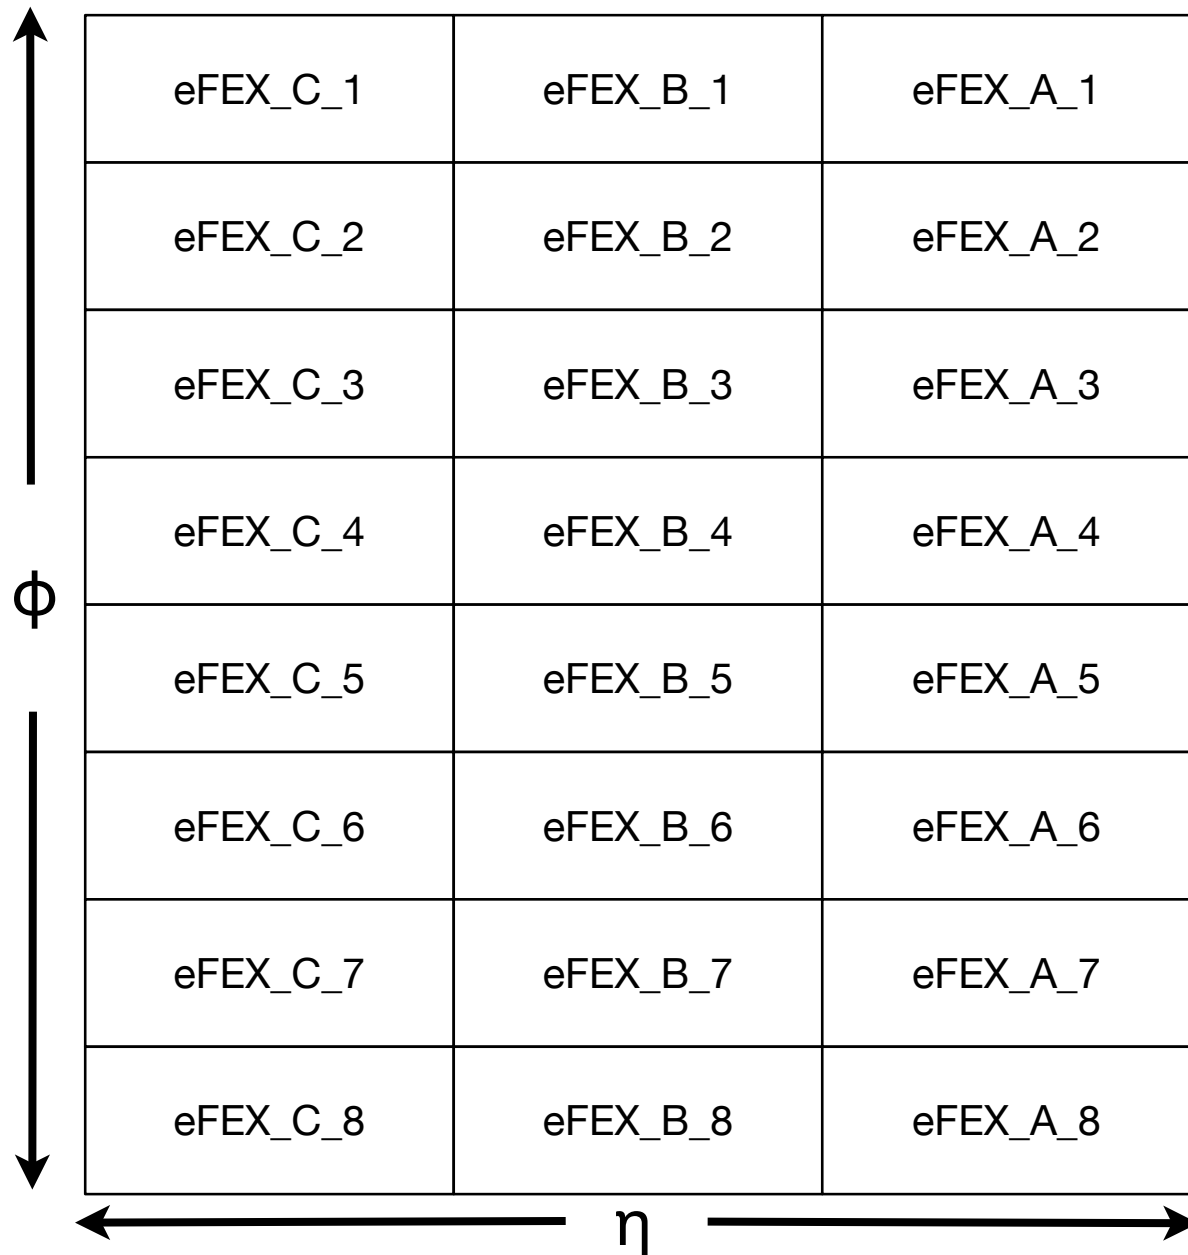 eFEX_C_1 eFEX_B_1 eFEX_A_1
eFEX_C_2 eFEX_B_2 eFEX_A_2
eFEX_C_3 eFEX_B_3 eFEX_A_3
eFEX_C_4 eFEX_B_4 eFEX_A_4
ϕ
eFEX_C_5 eFEX_B_5 eFEX_A_5
eFEX_C_6 eFEX_B_6 eFEX_A_6
eFEX_C_7 eFEX_B_7 eFEX_A_7
eFEX_C_8 eFEX_B_8 eFEX_A_8
η